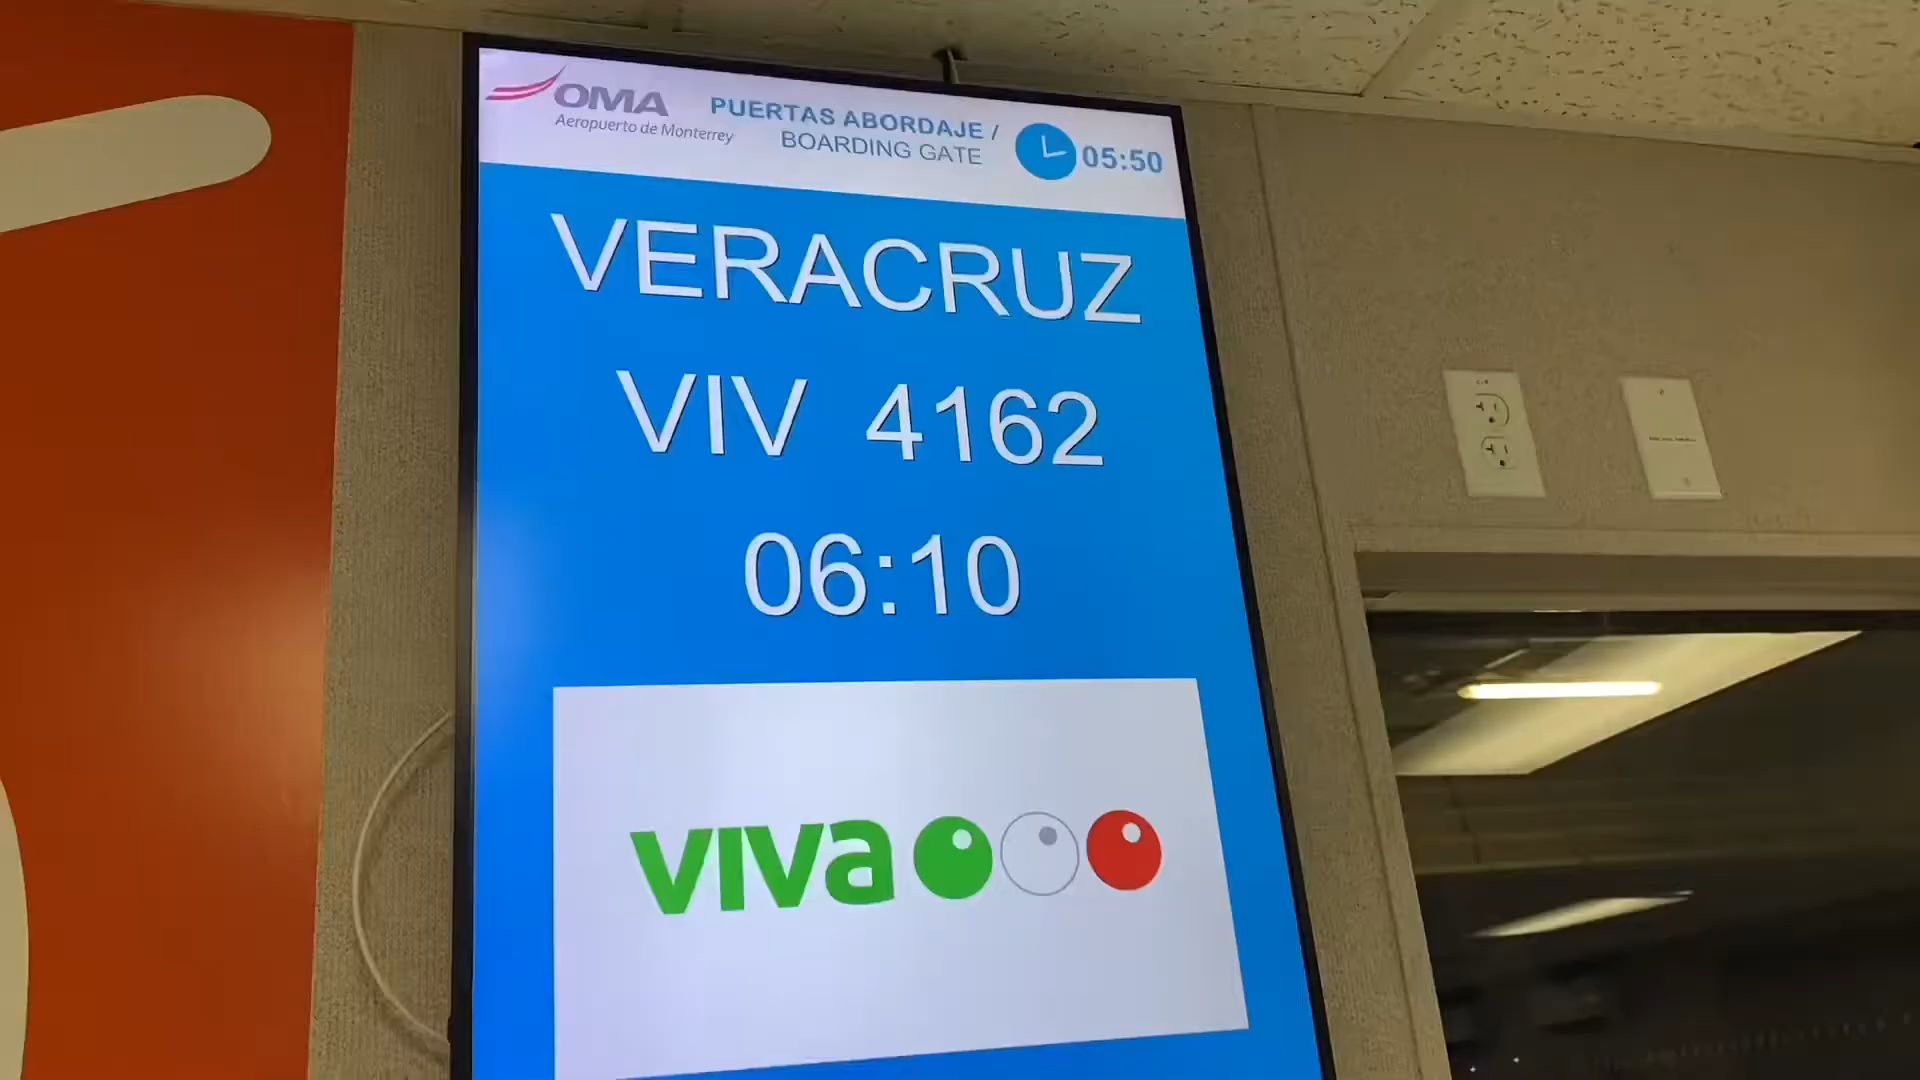 OMA
Aeropuerto de Monterrey
PUERTAS ABORDAJE /
BOARDING GATE
05:50
VERACRUZ
VIV 4162
06:10
viva